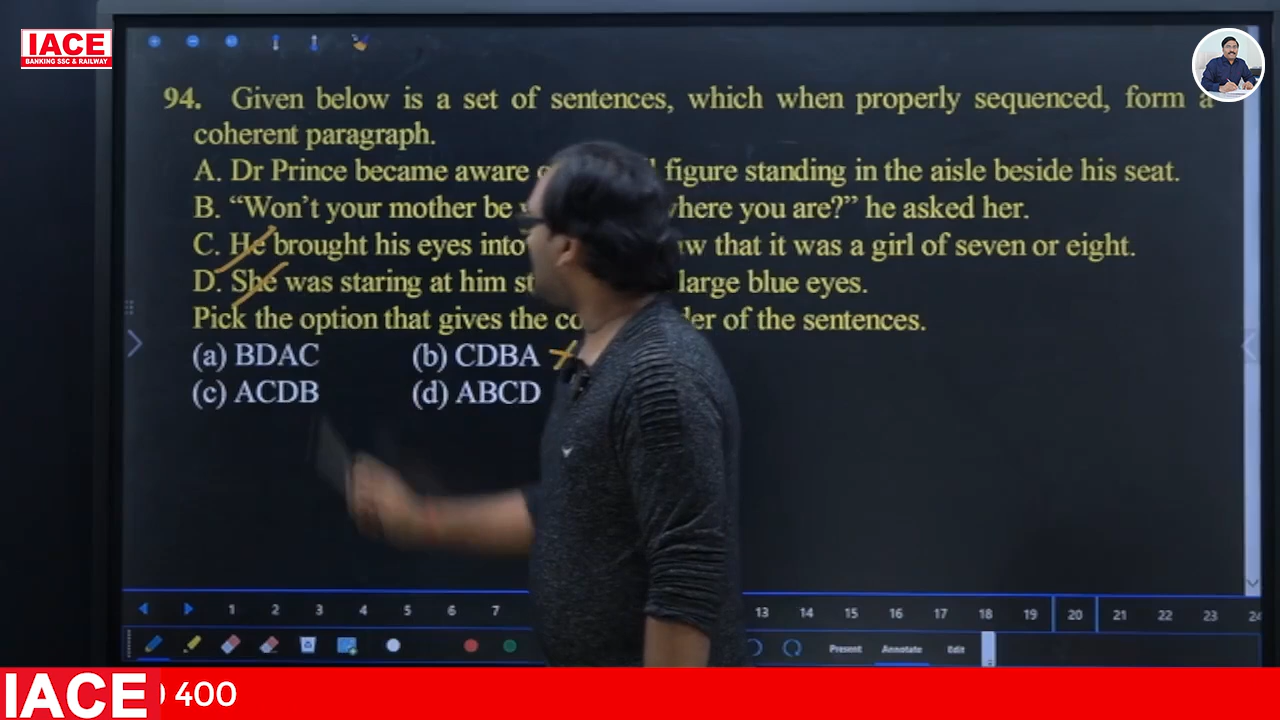 IACE
BANKING SSC & RAILWAY
94. Given below is a set of sentences, which when properly sequenced, form a
coherent paragraph.
A. Dr Prince became aware figure standing in the aisle beside his seat.
B. “Won’t your mother be where you are?” he asked her.
C. He brought his eyes into that it was a girl of seven or eight.
D. She was staring at him large blue eyes.
Pick the option that gives the of the sentences.
(a) BDAC (b) CDBA
(c) ACDB (d) ABCD
1 2 3 4 5 6 7 13 14 15 16 17 18 19 20 21 22 23
Present Annotate Edit
IACE 400